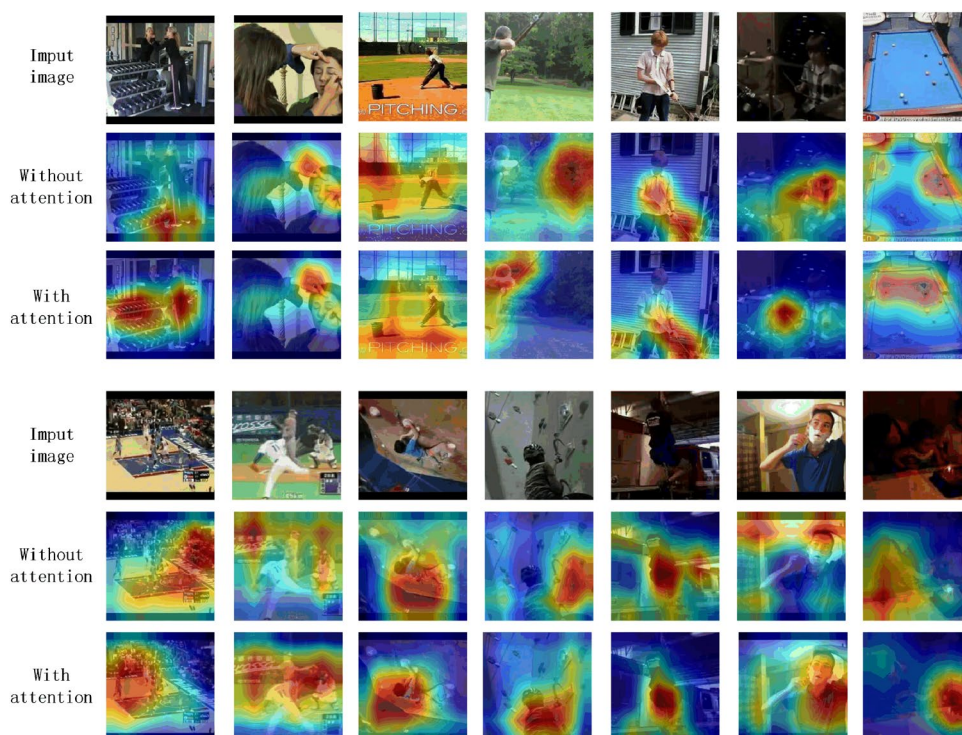 Imput
image
PITCHING
Without
attention
PITCHING
With
attention
PITCHING
Imput
image
Without
attention
With
attention